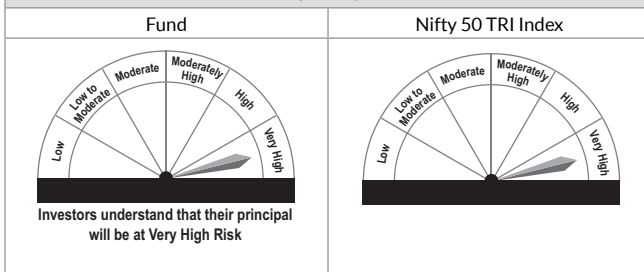 Fund
Nifty 50 TRI Index
Low
Low to
Moderate
Moderate
Moderately
High
High
Very High
Investors understand that their principal
will be at Very High Risk
Low
Low to
Moderate
Moderate
Moderately
High
High
Very High